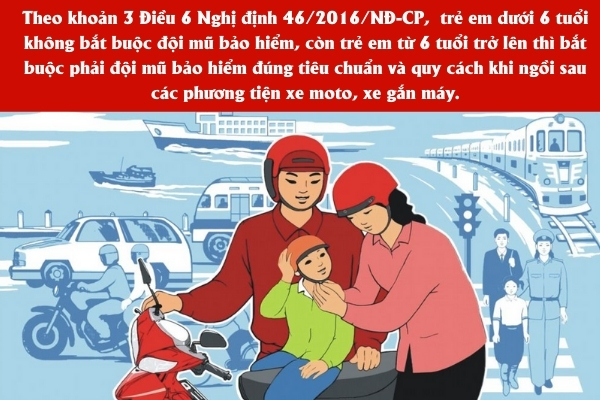 Theo khoản 3 Điều 6 Nghị định 46/2016/NĐ-CP, trẻ em dưới 6 tuổi
không bắt buộc đội mũ bảo hiểm, còn trẻ em từ 6 tuổi trở lên thì bắt
buộc phải đội mũ bảo hiểm đúng tiêu chuẩn và quy cách khi ngồi sau
các phương tiện xe moto, xe gắn máy.